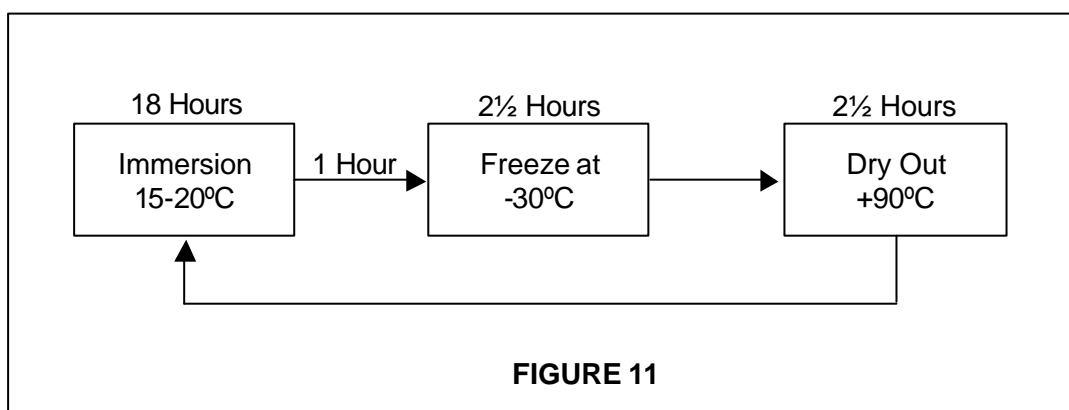 18 Hours
Immersion
15-20ºC
1 Hour
2½ Hours
Freeze at
-30ºC
2½ Hours
Dry Out
+90ºC
FIGURE 11